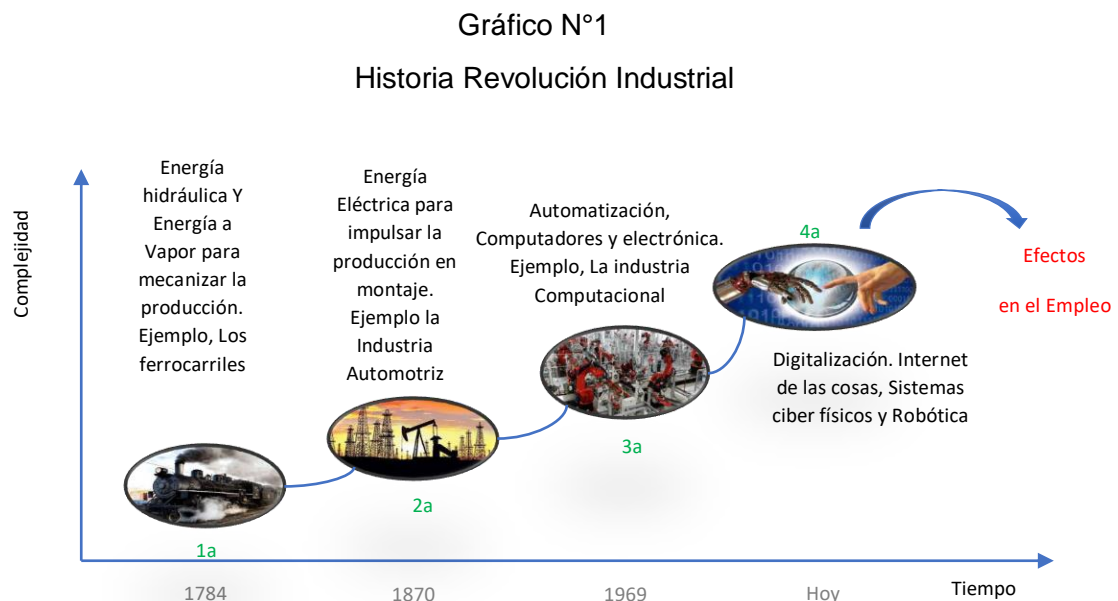 Gráfico N°1
Historia Revolución Industrial
Complejidad
Energía
hidráulica Y
Energía a
Vapor para
mecanizar la
producción.
Ejemplo, Los
ferrocarriles
1a
Energía
Eléctrica para
impulsar la
producción en
montaje.
Ejemplo la
Industria
Automotriz
2a
Automatización,
Computadores y electrónica.
Ejemplo, La industria
Computacional
3a
4a
Digitalización. Internet
de las cosas, Sistemas
ciber físicos y Robótica
Efectos
en el Empleo
1784
1870
1969
Hoy
Tiempo